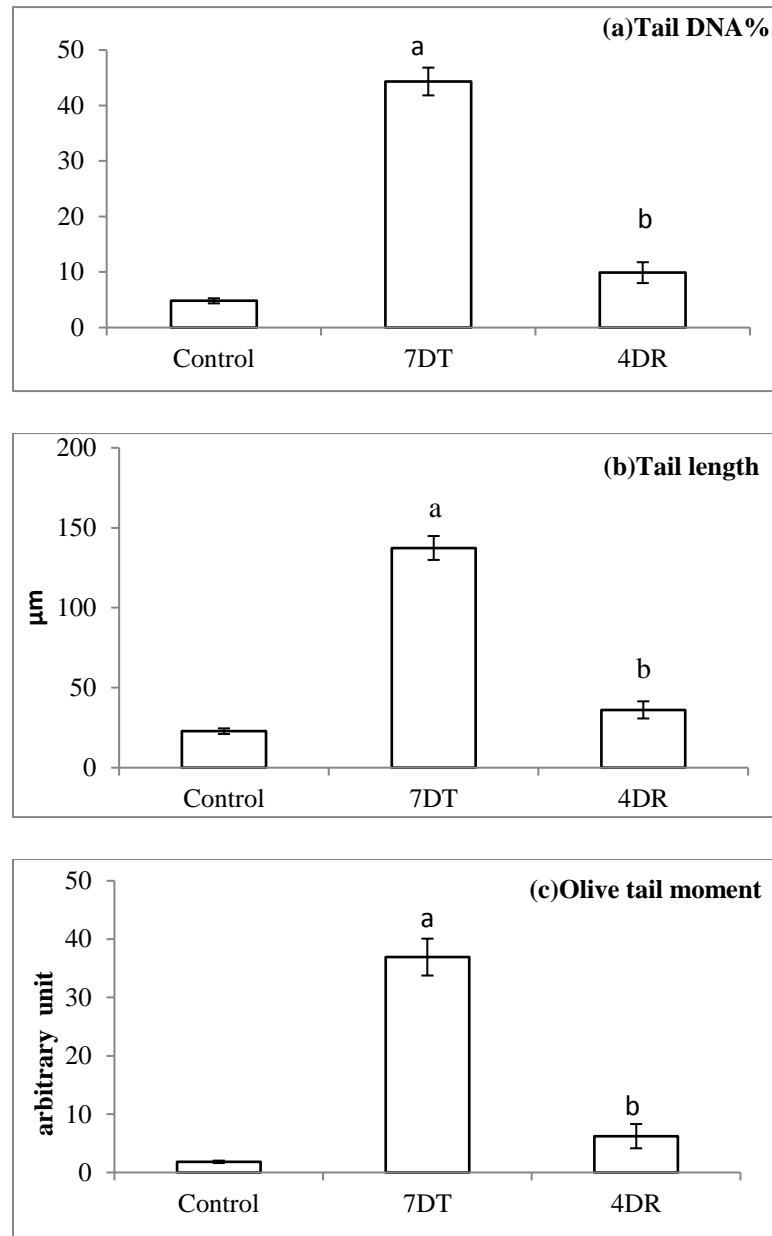 (a)Tail DNA%
50
40
30
20
10
0
a
b
Control 7DT 4DR
(b)Tail length
200
150
100
50
0
µm
a
b
Control 7DT 4DR
(c)Olive tail moment
50
40
30
20
10
0
arbitrary unit
a
b
Control 7DT 4DR